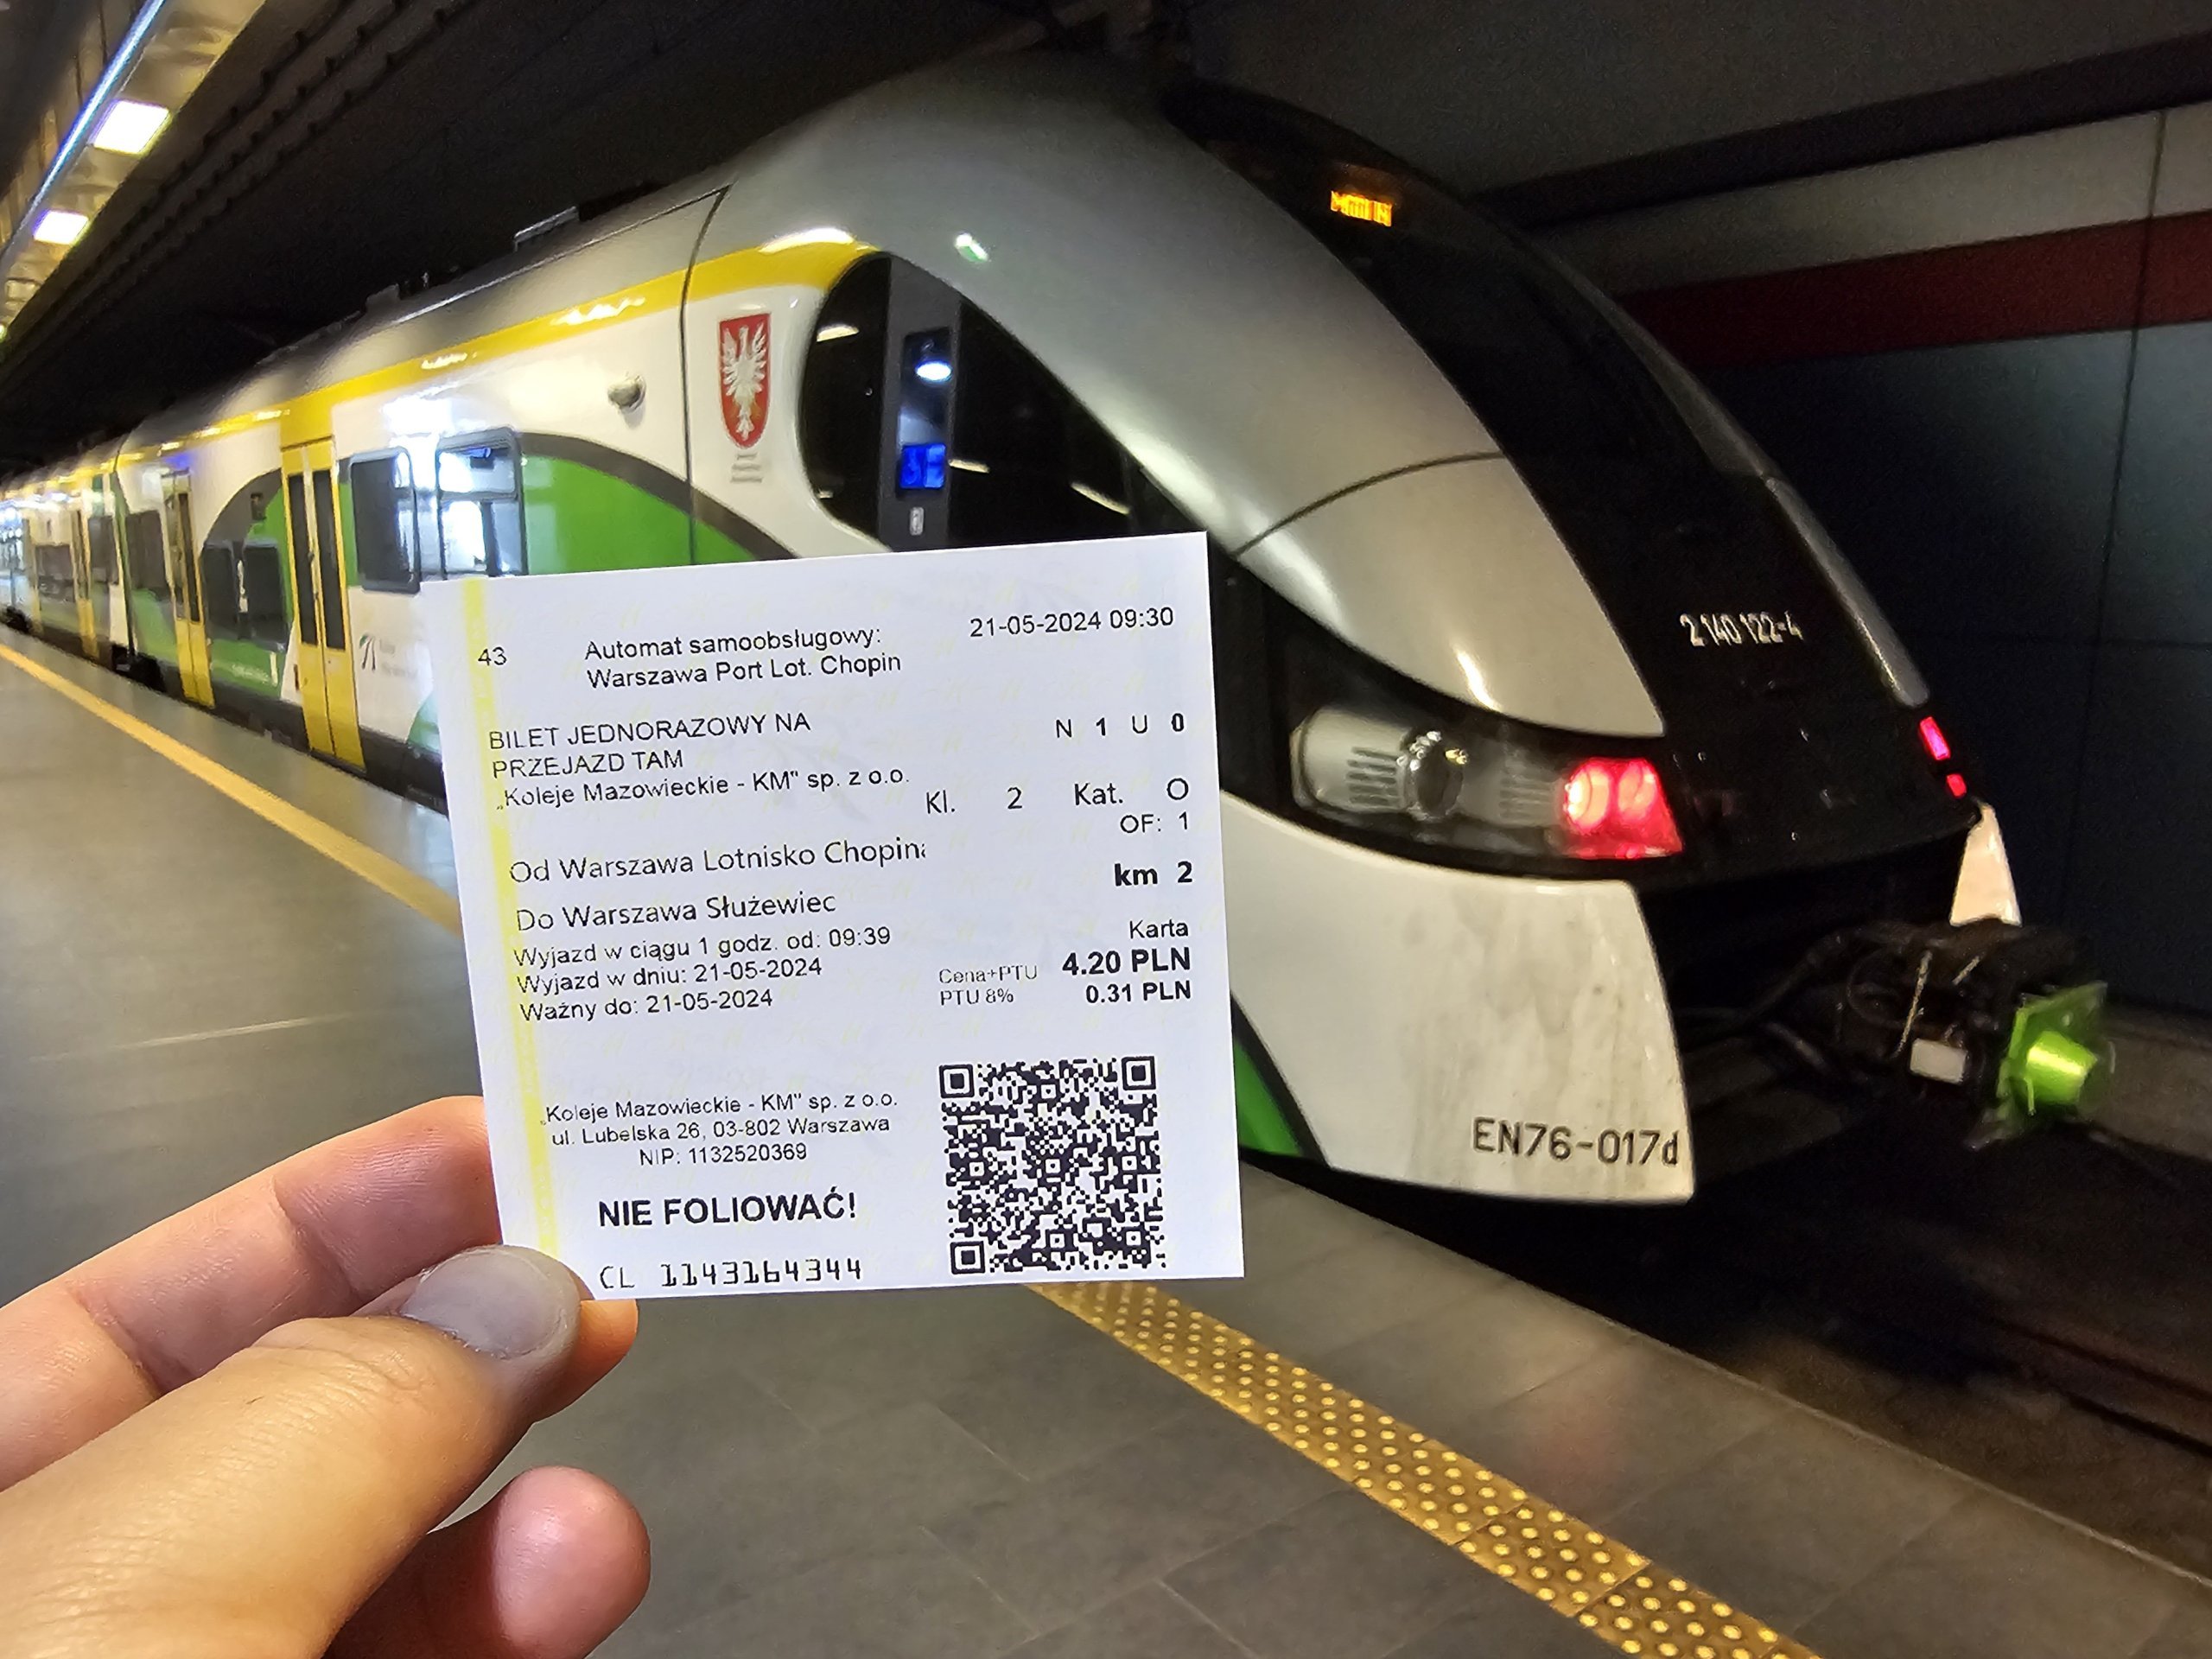 43
Automat samoobsługowy:
Warszawa Port Lot. Chopin
21-05-2024 09:30
BILET JEDNORAZOWY NA
PRZEJAZD TAM
N 1 U 0
„Koleje Mazowieckie - KM" sp. z o.o.
Kl. 2 Kat. O
OF: 1
Od Warszawa Lotnisko Chopina
km 2
Do Warszawa Służewiec
Wyjazd w ciągu 1 godz. od: 09:39
Wyjazd w dniu: 21-05-2024
Ważny do: 21-05-2024
Karta
Cena+PTU 4.20 PLN
PTU 8% 0.31 PLN
„Koleje Mazowieckie - KM" sp. z o.o.
ul. Lubelska 26, 03-802 Warszawa
NIP: 1132520369
NIE FOLIOWAĆ!
CL 1143164344
2 140 122-4
EN76-017d